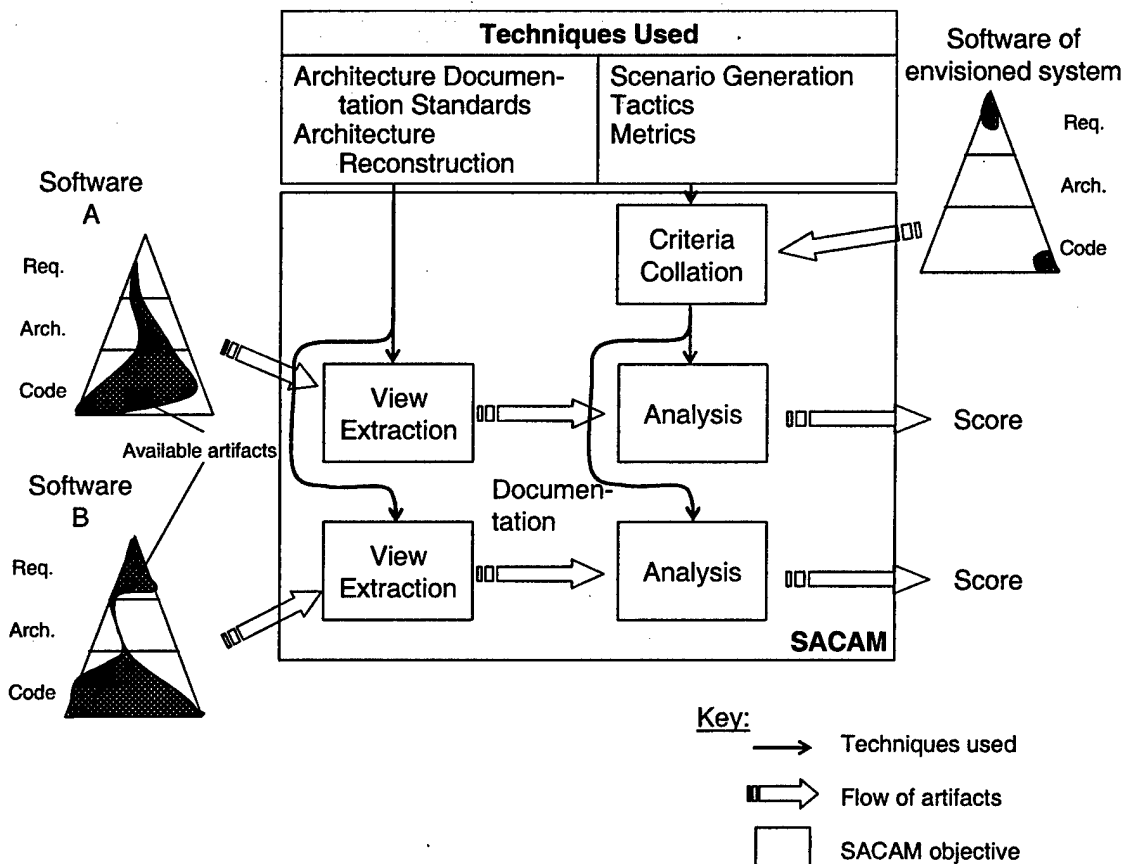 Techniques Used
Architecture Documen-
tation Standards
Architecture
Reconstruction
Scenario Generation
Tactics
Metrics
Software of
envisioned system
Req.
Arch.
Code
Software
A
Req.
Arch.
Code
Available artifacts
Software
B
Req.
Arch.
Code
Criteria
Collation
View
Extraction
Analysis
Score
Documen-
tation
View
Extraction
Analysis
Score
SACAM
Key:
Techniques used
Flow of artifacts
SACAM objective